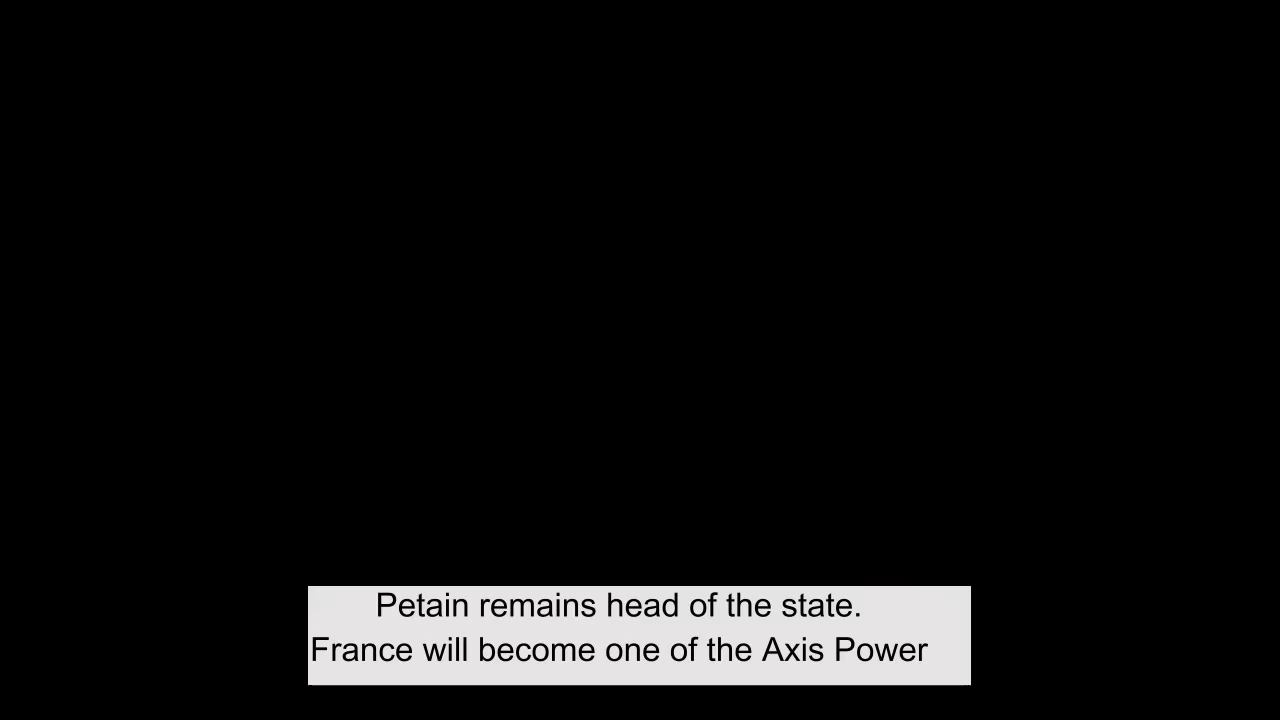 Petain remains head of the state.
France will become one of the Axis Power